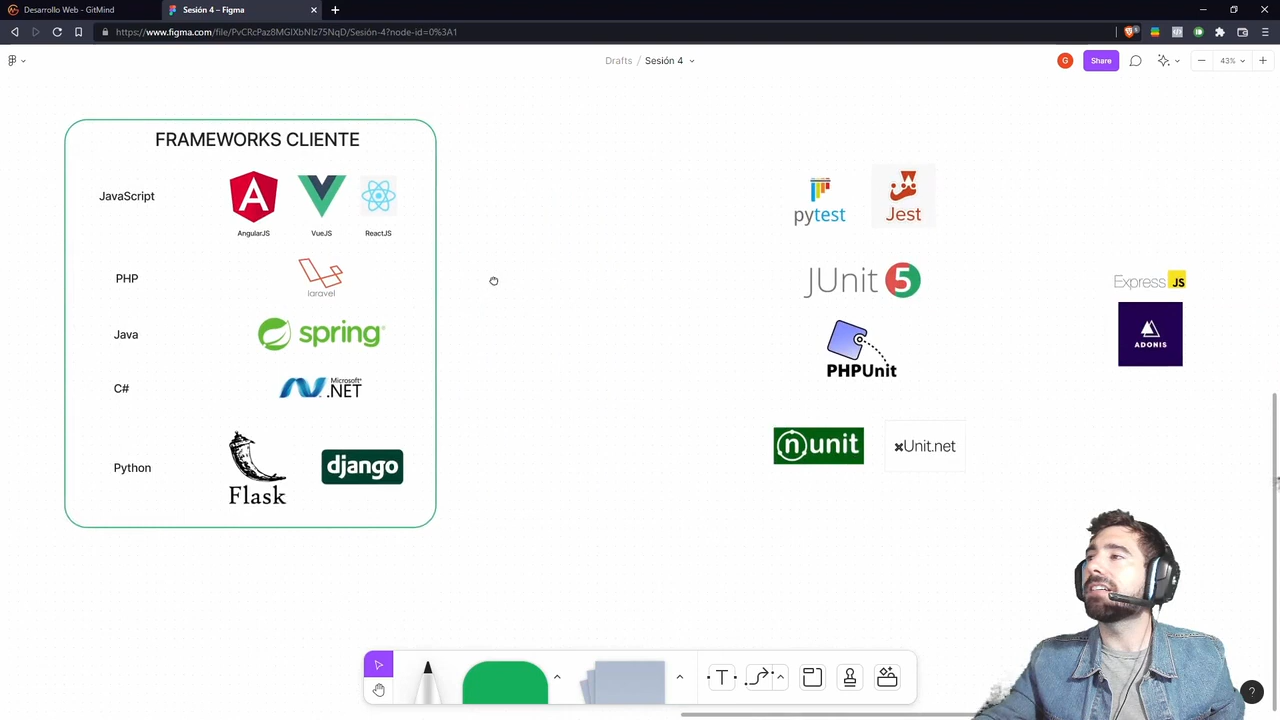 Desarrollo Web - GitMind
Sesión 4 – Figma
https://www.figma.com/file/PvCRcPaz8MGIXbNIz75NqD/Sesión-4?node-id=0%3A1
Drafts / Sesión 4
G
Share
43%
FRAMEWORKS CLIENTE
JavaScript
AngularJS
VueJS
ReactJS
PHP
laravel
Java
spring
C#
Microsoft
.NET
Python
Flask
django
pytest
Jest
JUnit 5
PHPUnit
nunit
xUnit.net
Express JS
ADONIS
T
?